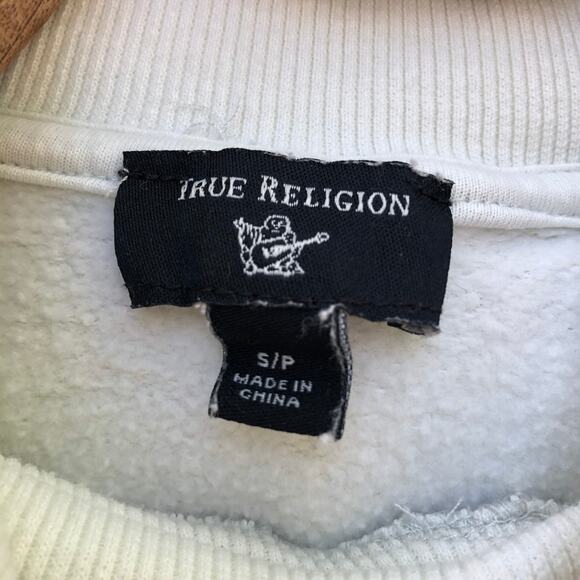 TRUE RELIGION
S/P
MADE IN
CHINA